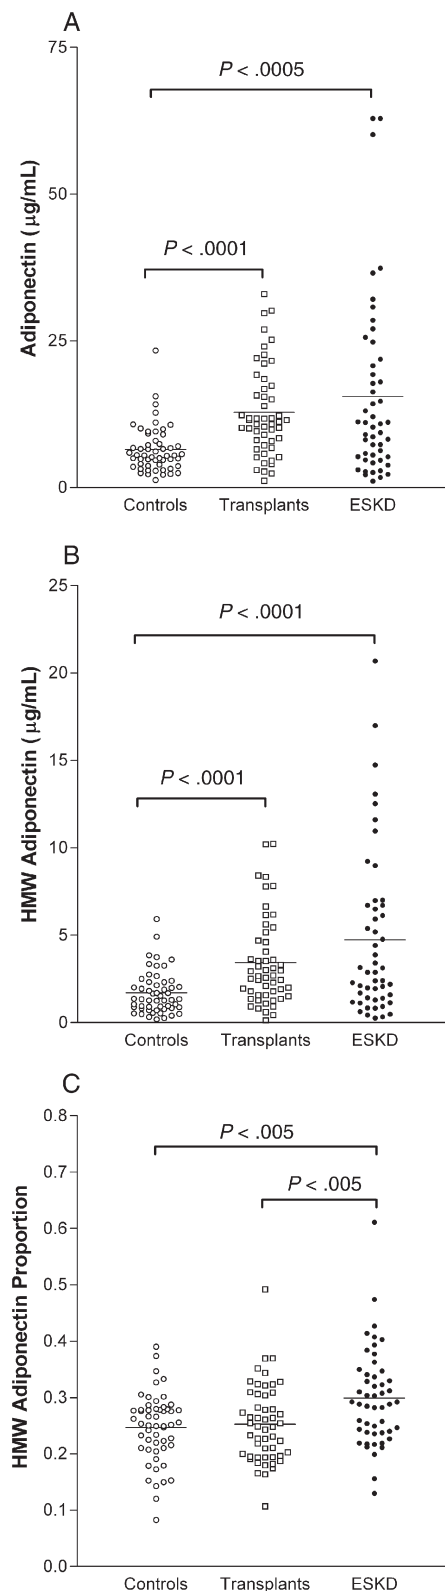 A
75
P < .0005
50
P < .0001
25
0
Adiponectin (μg/mL)
Controls Transplants ESKD
B
25
P < .0001
20
15
P < .0001
10
5
0
HMW Adiponectin (μg/mL)
Controls Transplants ESKD
C
0.8
P < .005
0.7
P < .005
0.6
0.5
0.4
0.3
0.2
0.1
0.0
HMW Adiponectin Proportion
Controls Transplants ESKD